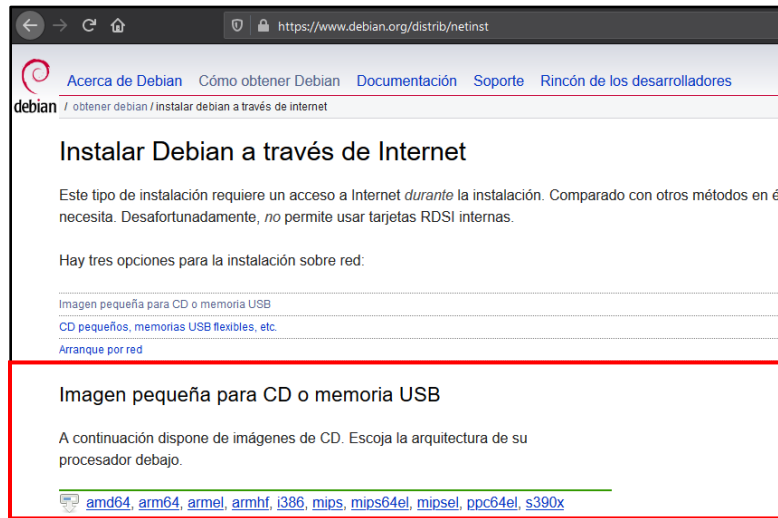 https://www.debian.org/distrib/netinst
Acerca de Debian Cómo obtener Debian Documentación Soporte Rincón de los desarrolladores
debian / obtener debian / instalar debian a través de internet
Instalar Debian a través de Internet
Este tipo de instalación requiere un acceso a Internet durante la instalación. Comparado con otros métodos en
necesita. Desafortunadamente, no permite usar tarjetas RDSI internas.
Hay tres opciones para la instalación sobre red:
Imagen pequeña para CD o memoria USB
CD pequeños, memorias USB flexibles, etc.
Arranque por red
Imagen pequeña para CD o memoria USB
A continuación dispone de imágenes de CD. Escoja la arquitectura de su
procesador debajo.
amd64, arm64, armel, armhf, i386, mips, mips64el, mipsel, ppc64el, s390x